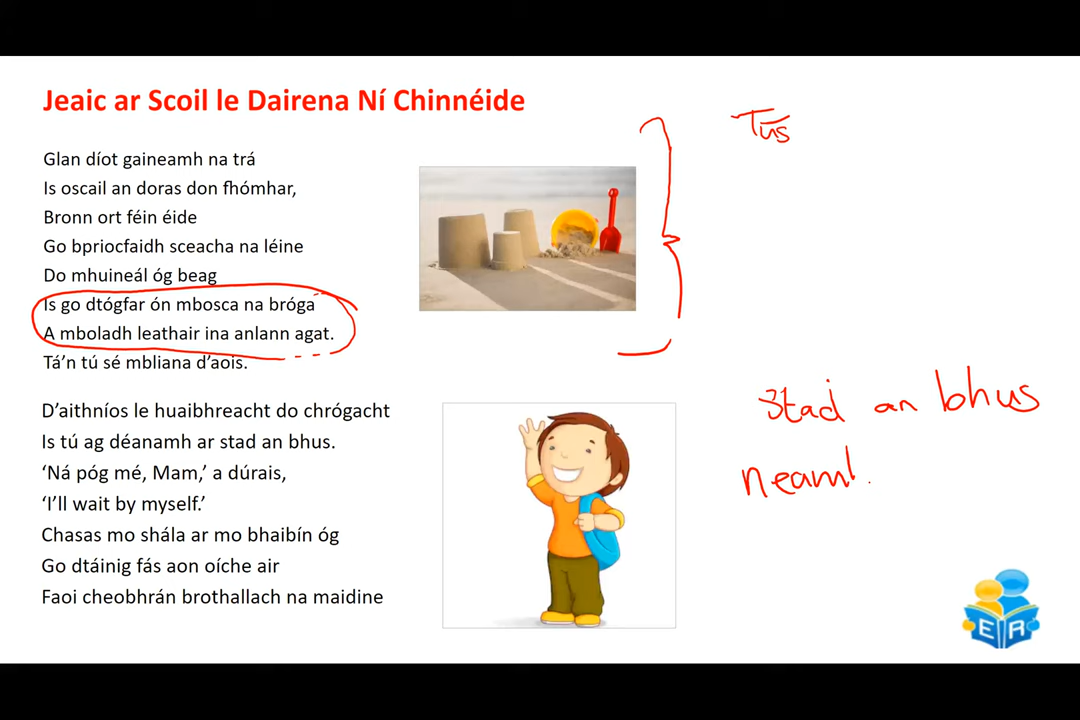 Jeaic ar Scoil le Dairena Ní Chinnéide
Glan díot gaineamh na trá
Is oscail an doras don fhómhar,
Bronn ort féin éide
Go bpriocfaidh sceacha na léine
Do mhuineál óg beag
Is go dtógfar ón mbosca na bróga
A mboladh leathair ina anlann agat.
Tá’n tú sé mbliana d’aois.
D’aithníos le huaibhreacht do chrógacht
Is tú ag déanamh ar stad an bhus.
‘Ná póg mé, Mam,’ a dúrais,
‘I’ll wait by myself.’
Chasas mo shála ar mo bhaibín óg
Go dtáinig fás aon oíche air
Faoi cheobhrán brothallach na maidine
Tús
Stad an bhus
E R